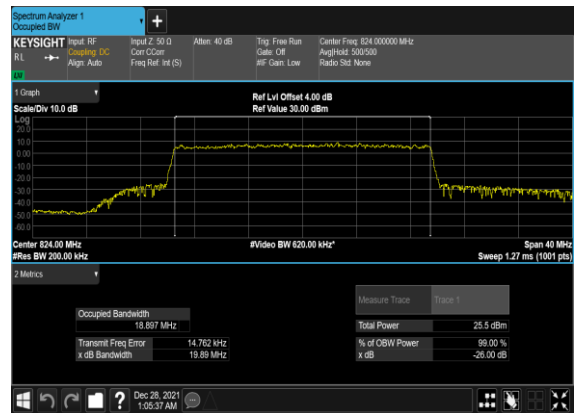 Spectrum Analyzer 1
Occupied BW
+
KEYSIGHT Input: RF Input Z: 50 Ω Atten: 40 dB Trig: Free Run Center Freq: 824.000000 MHz
RL Coupling: DC Corr CCorr Gate: Off Avg|Hold: 500/500
Align: Auto Freq Ref: Int (S) #IF Gain: Low Radio Std: None
LW
1 Graph
Ref Lvl Offset 4.00 dB
Scale/Div 10.0 dB Ref Value 30.00 dBm
Log
20.0
10.0
0.00
-10.0
-20.0
-30.0
-40.0
-50.0
-60.0
Center 824.00 MHz #Video BW 620.00 kHz* Span 40 MHz
#Res BW 200.00 kHz Sweep 1.27 ms (1001 pts)
2 Metrics
Measure Trace Trace 1
Occupied Bandwidth
18.897 MHz Total Power 25.5 dBm
Transmit Freq Error 14.762 kHz % of OBW Power 99.00 %
x dB Bandwidth 19.89 MHz x dB -26.00 dB
? Dec 28, 2021
1:05:37 AM